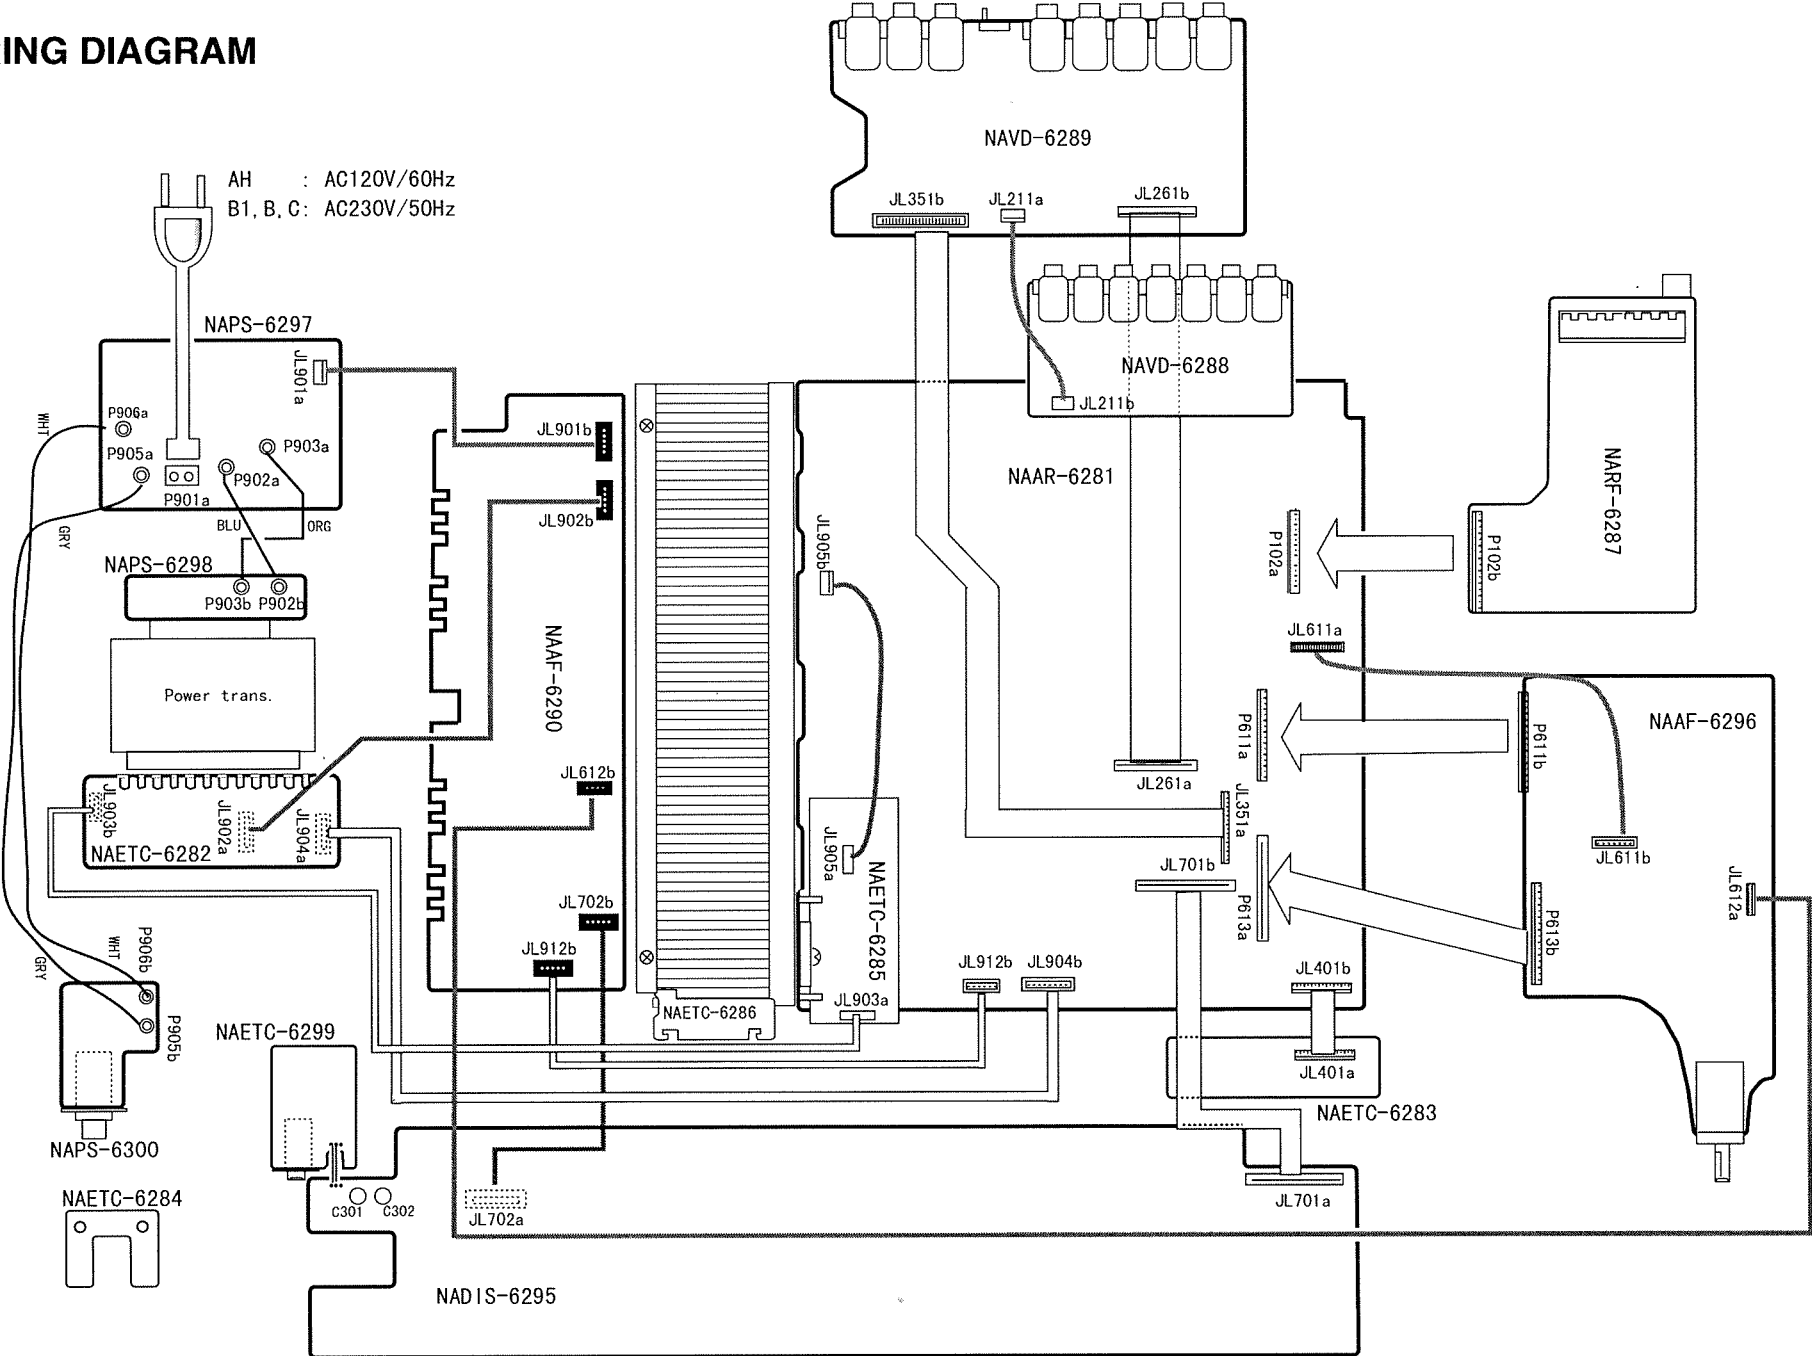 RING DIAGRAM
AH : AC120V/60Hz
B1, B, C: AC230V/50Hz
NAVD-6289
JL351b
JL211a
JL261b
NAVD-6288
JL211b
NAPS-6297
JL901a
P906a
P905a
P901a
P902a
P903a
WHT
GRY
BLU
ORG
NAPS-6298
P903b
P902b
Power trans.
JL903b
JL902a
JL904a
NAETC-6282
JL901b
JL902b
NAAF-6290
JL612b
JL702b
JL912b
NAETC-6286
NAAR-6281
JL905b
JL905a
NAETC-6285
JL903a
JL912b
JL904b
P102a
P102b
NARF-6287
JL611a
P611a
P611b
NAAF-6296
JL261a
JL351a
JL611b
JL701b
P613a
P613b
JL612a
JL401b
JL401a
NAETC-6283
WHT
GRY
P906b
P905b
NAPS-6300
NAETC-6299
NAETC-6284
C301
C302
JL702a
JL701a
NADIS-6295